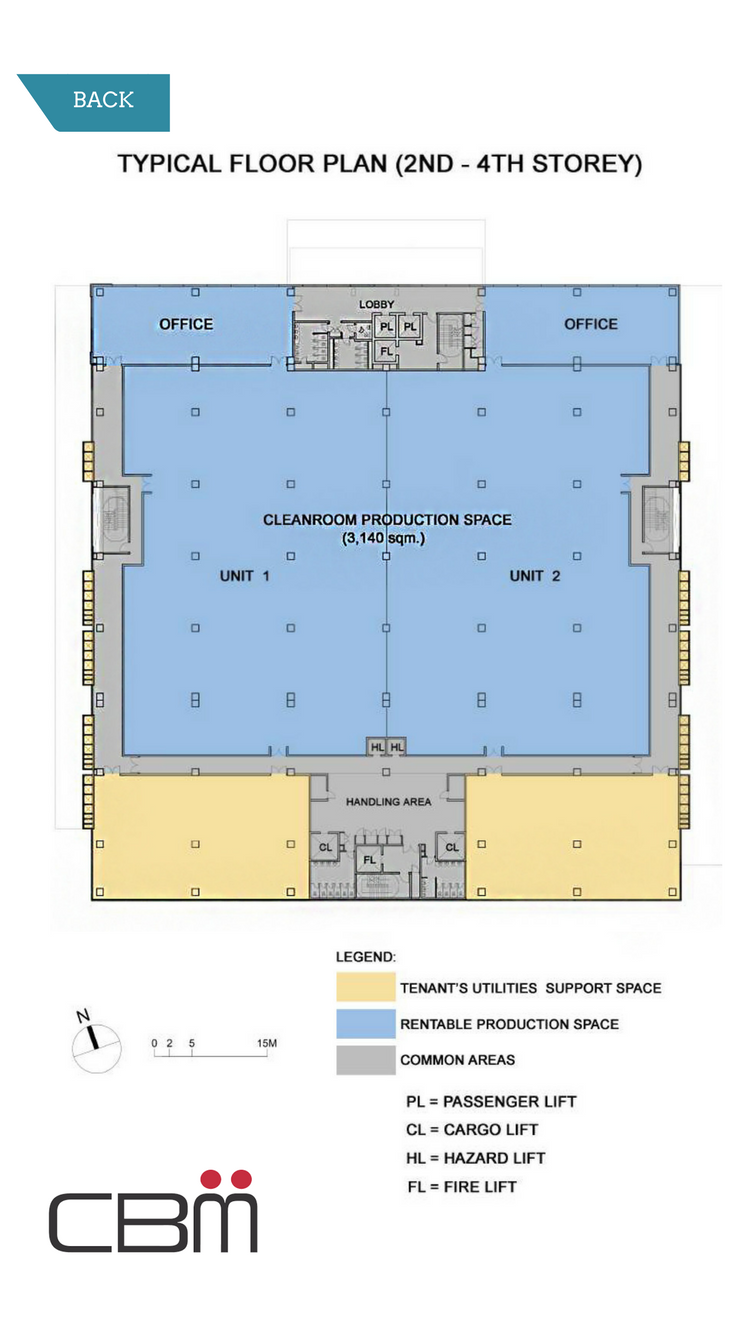 BACK
TYPICAL FLOOR PLAN (2ND - 4TH STOREY)
LOBBY
OFFICE
PL
PL
OFFICE
FL
CLEANROOM PRODUCTION SPACE
(3,140 sqm.)
UNIT 1
UNIT 2
HL
HL
HANDLING AREA
CL
CL
FL
LEGEND:
TENANT'S UTILITIES SUPPORT SPACE
RENTABLE PRODUCTION SPACE
COMMON AREAS
N
0 2 5 15M
PL = PASSENGER LIFT
CL = CARGO LIFT
HL = HAZARD LIFT
FL = FIRE LIFT
CBm